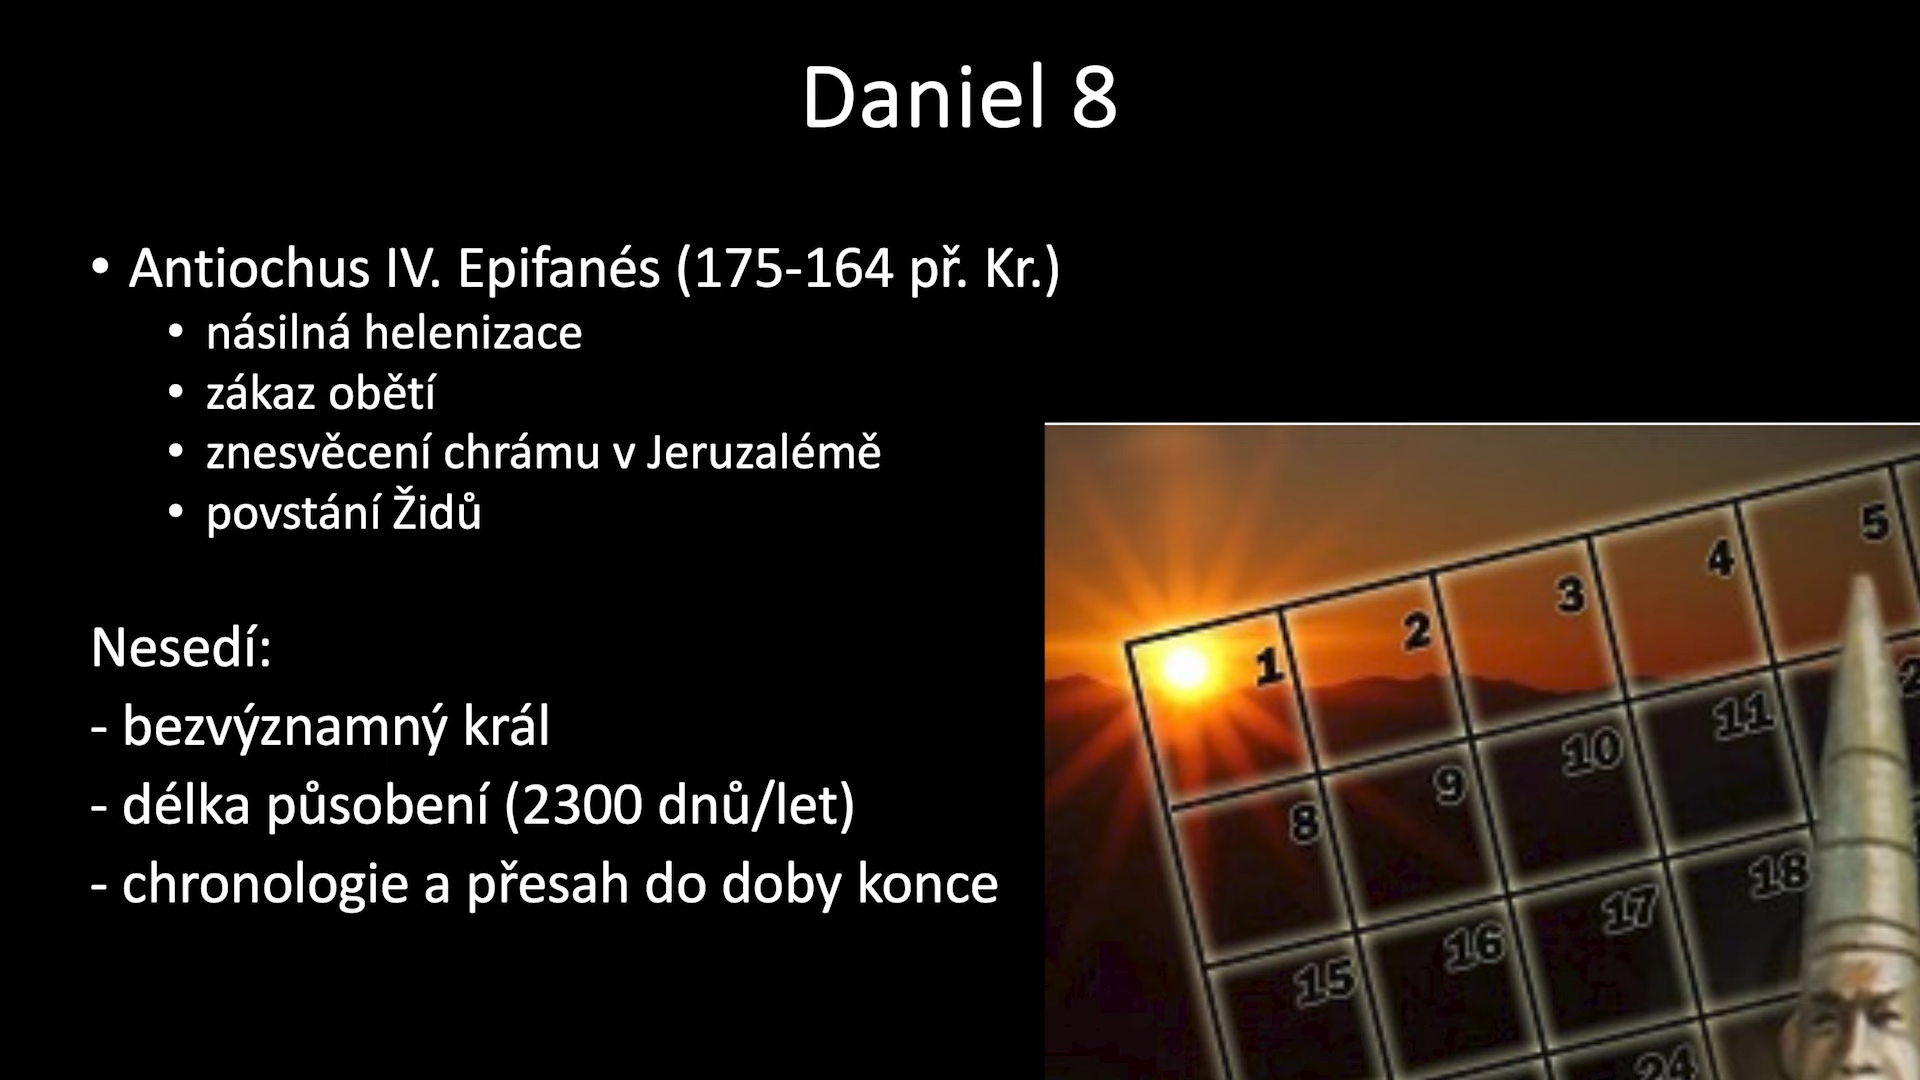 Daniel 8
• Antiochus IV. Epifanés (175-164 př. Kr.)
• násilná helenizace
• zákaz obětí
• znesvěcení chrámu v Jeruzalémě
• povstání Židů
Nesedí:
- bezvýznamný král
- délka působení (2300 dnů/let)
- chronologie a přesah do doby konce
1 2 3 4 5
8 9 10 11
15 16 17 18
24